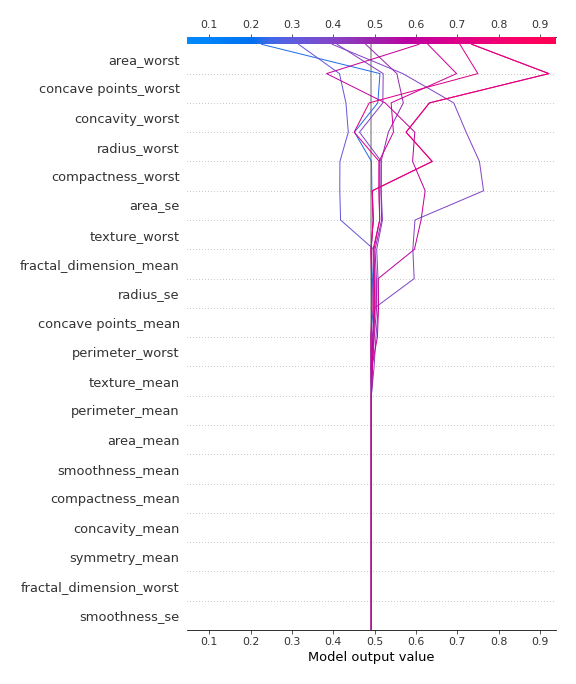 0.1 0.2 0.3 0.4 0.5 0.6 0.7 0.8 0.9
area_worst
concave points_worst
concavity_worst
radius_worst
compactness_worst
area_se
texture_worst
fractal_dimension_mean
radius_se
concave points_mean
perimeter_worst
texture_mean
perimeter_mean
area_mean
smoothness_mean
compactness_mean
concavity_mean
symmetry_mean
fractal_dimension_worst
smoothness_se
0.1 0.2 0.3 0.4 0.5 0.6 0.7 0.8 0.9
Model output value